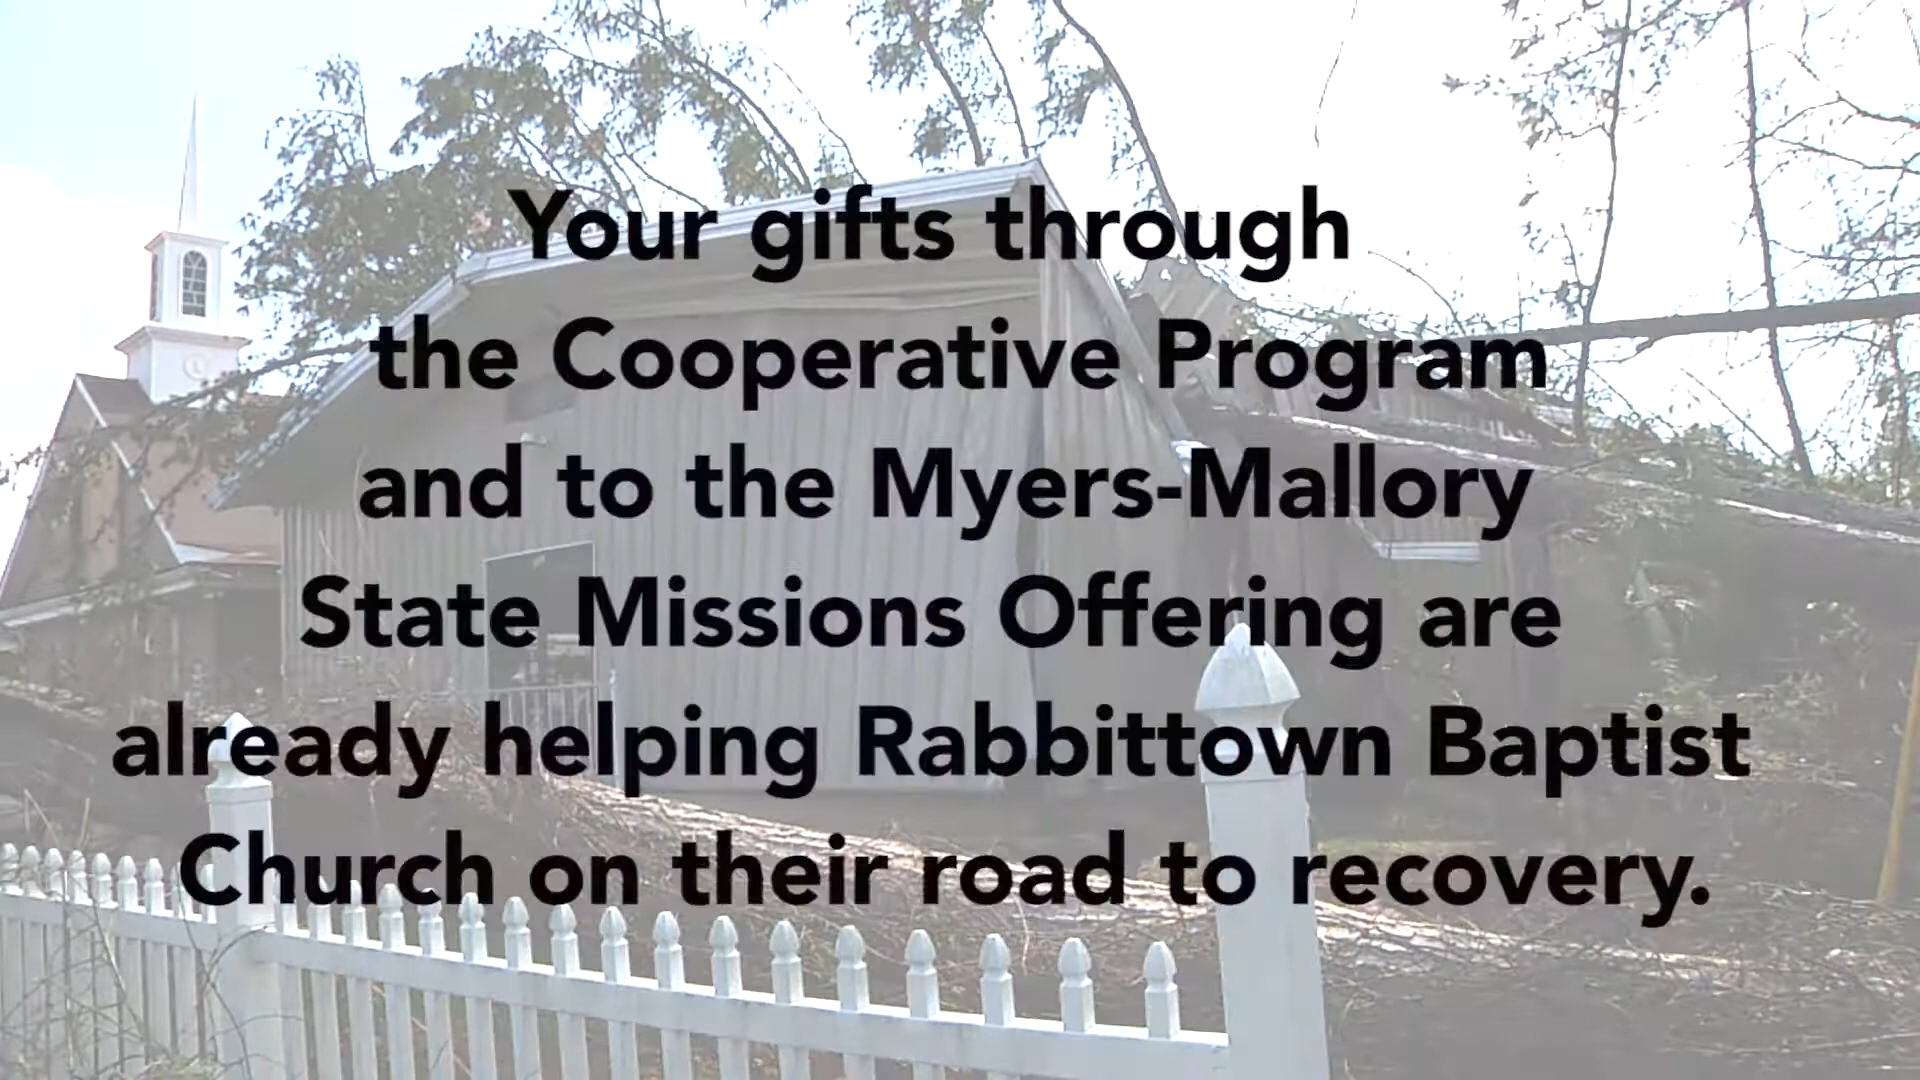 Your gifts through
the Cooperative Program
and to the Myers-Mallory
State Missions Offering are
already helping Rabbittown Baptist
Church on their road to recovery.